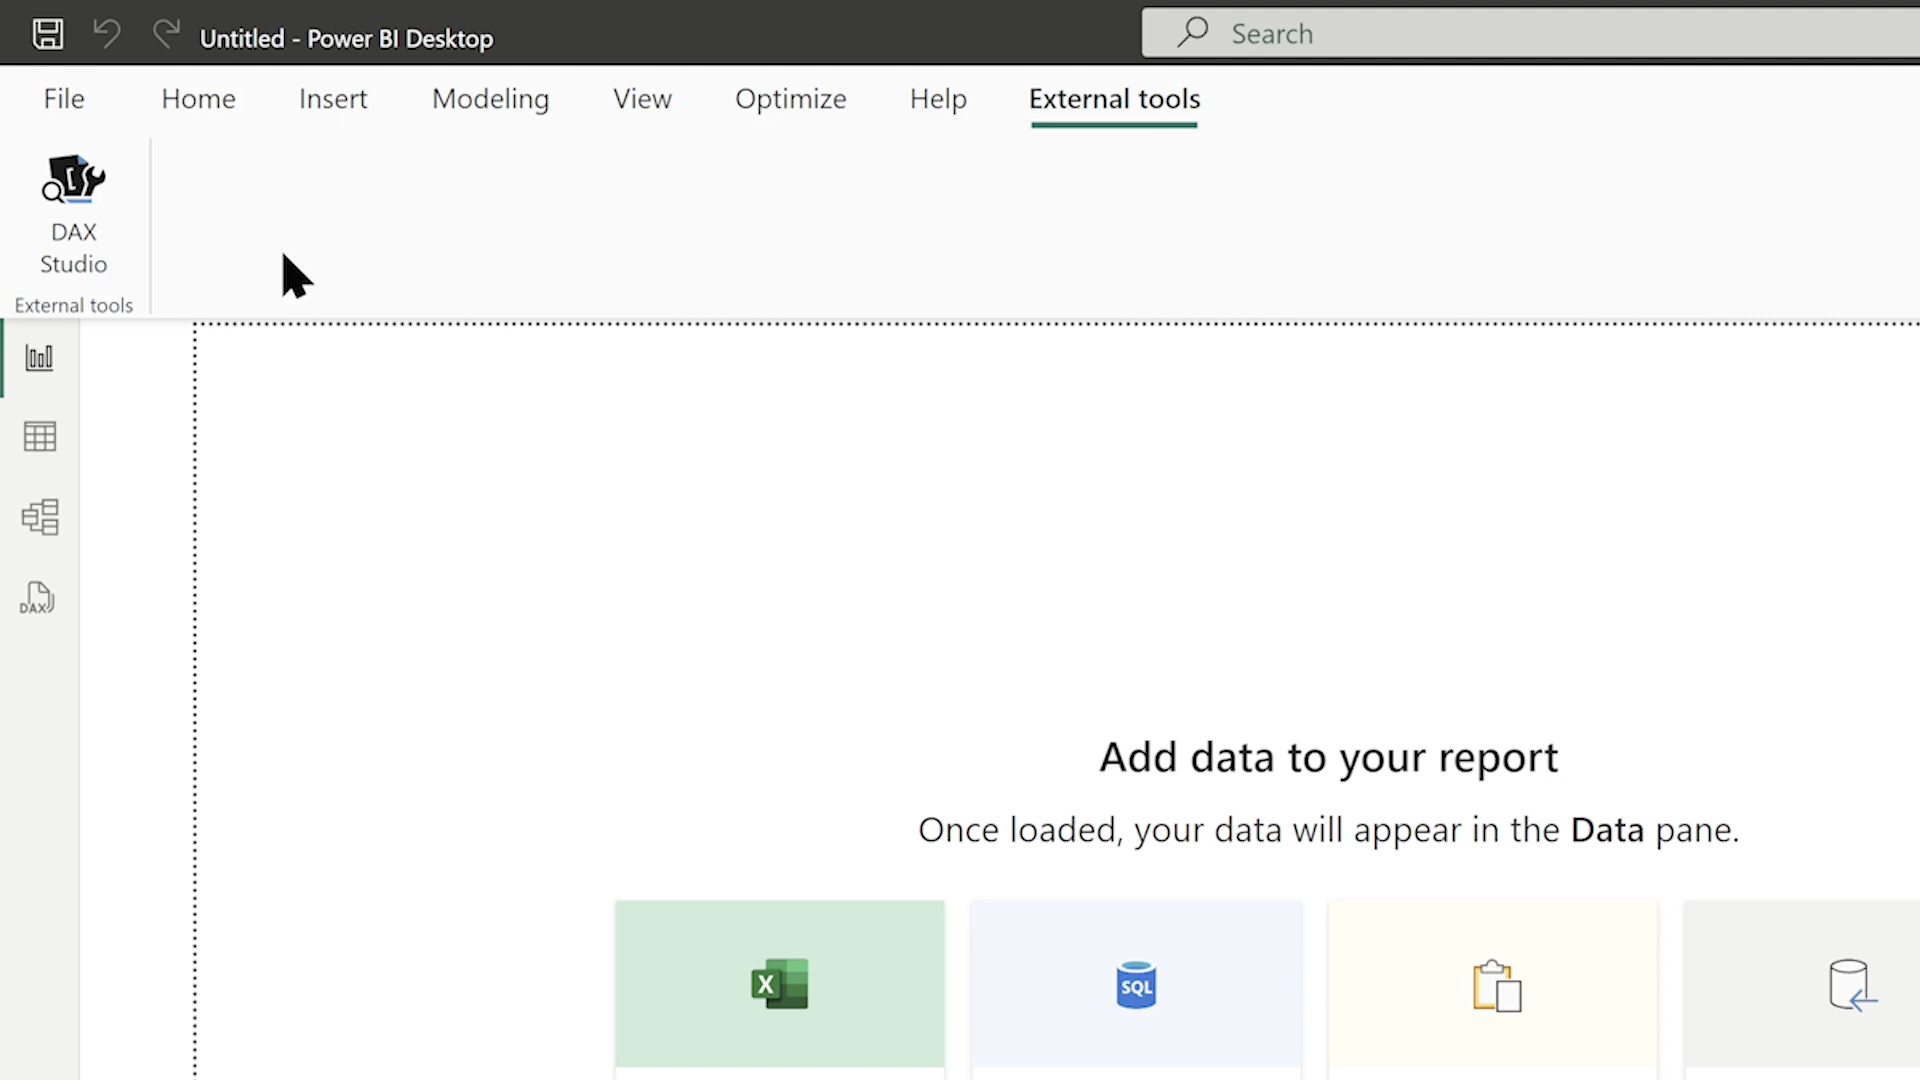 Untitled - Power BI Desktop
Search
File Home Insert Modeling View Optimize Help External tools
DAX
Studio
External tools
DAX
Add data to your report
Once loaded, your data will appear in the Data pane.
X
SQL